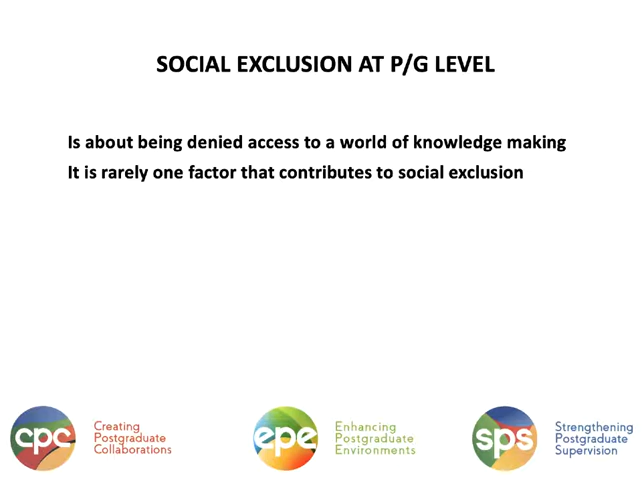 SOCIAL EXCLUSION AT P/G LEVEL
Is about being denied access to a world of knowledge making
It is rarely one factor that contributes to social exclusion
cpc
Creating
Postgraduate
Collaborations
epe
Enhancing
Postgraduate
Environments
sps
Strengthening
Postgraduate
Supervision